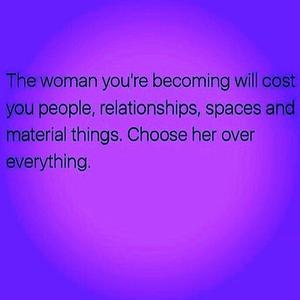 The woman you're becoming will cost
you people, relationships, spaces and
material things. Choose her over
everything.